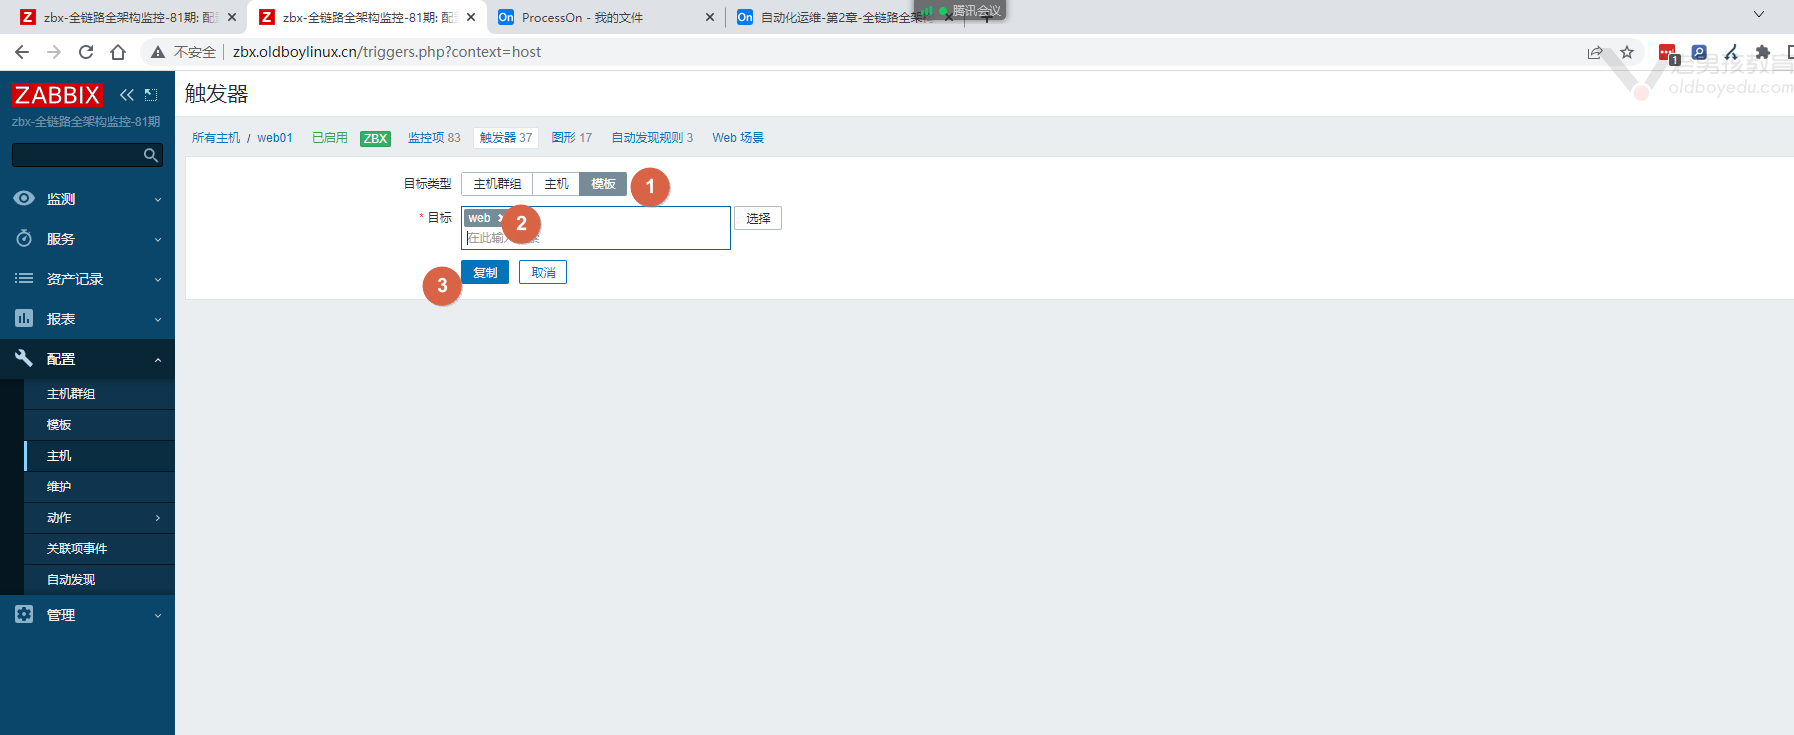 zbx-全链路全架构监控-81期: 配
zbx-全链路全架构监控-81期: 配
ProcessOn - 我的文件
自动化运维-第2章-全链路全架
腾讯会议
不安全
zbx.oldboylinux.cn/triggers.php?context=host
1
老男孩教育
oldboyedu.com
ZABBIX
zbx-全链路全架构监控-81期
监测
服务
资产记录
报表
配置
主机群组
模板
主机
维护
动作
关联项事件
自动发现
管理
触发器
所有主机 / web01 已启用 ZBX 监控项 83 触发器 37 图形 17 自动发现规则 3 Web 场景
目标类型 主机群组 主机 模板 1
* 目标 web 2 选择
在此输入
复制 取消
3